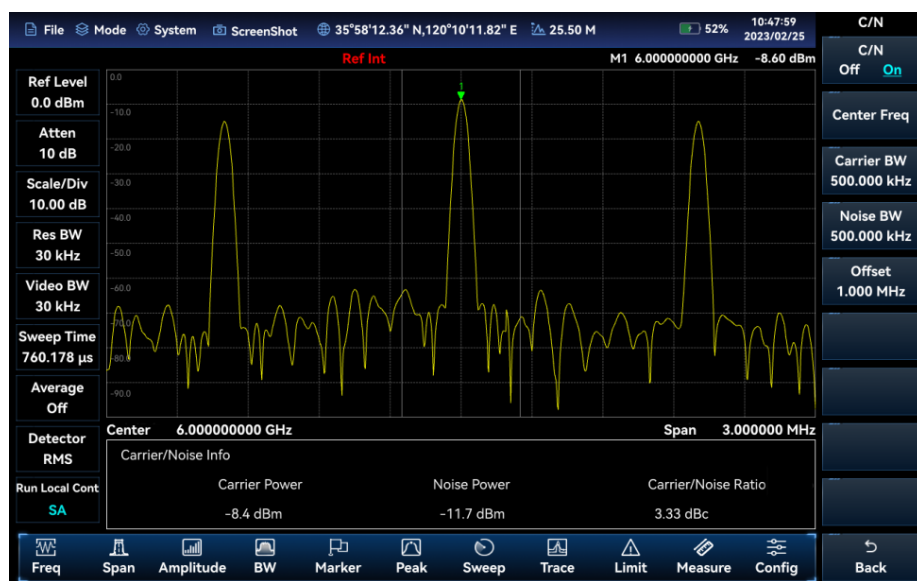 File Mode System ScreenShot 35°58'12.36" N,120°10'11.82" E 25.50 M 52% 10:47:59 2023/02/25
C/N
Ref Int
M1 6.000000000 GHz -8.60 dBm
Ref Level
0.0 dBm
Atten
10 dB
Scale/Div
10.00 dB
Res BW
30 kHz
Video BW
30 kHz
Sweep Time
760.178 μs
Average
Off
Detector
RMS
Run Local Cont
SA
0.0
-10.0
-20.0
-30.0
-40.0
-50.0
-60.0
-70.0
-80.0
-90.0
1
Center 6.000000000 GHz
Span 3.000000 MHz
Carrier/Noise Info
Carrier Power Noise Power Carrier/Noise Ratio
-8.4 dBm -11.7 dBm 3.33 dBc
C/N
Off On
Center Freq
Carrier BW
500.000 kHz
Noise BW
500.000 kHz
Offset
1.000 MHz
Freq Span Amplitude BW Marker Peak Sweep Trace Limit Measure Config Back